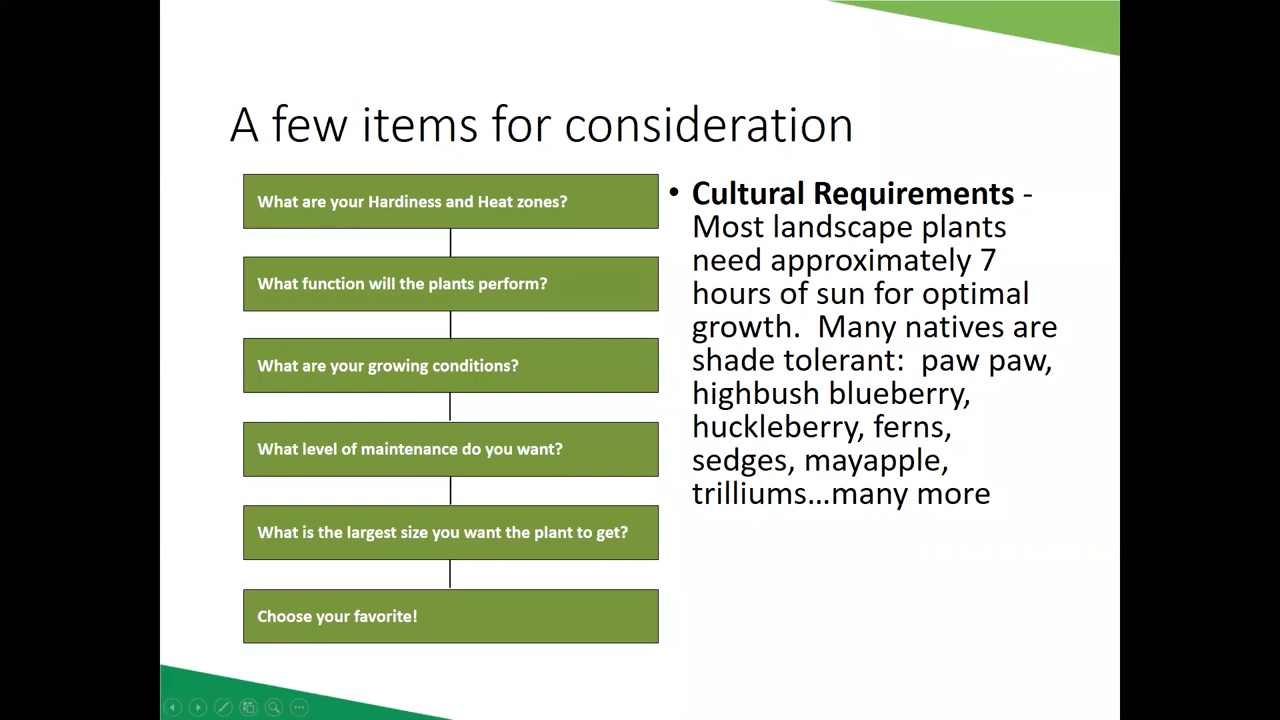 A few items for consideration
What are your Hardiness and Heat zones?
What function will the plants perform?
What are your growing conditions?
What level of maintenance do you want?
What is the largest size you want the plant to get?
Choose your favorite!
• Cultural Requirements -
Most landscape plants
need approximately 7
hours of sun for optimal
growth.  Many natives are
shade tolerant:  paw paw,
highbush blueberry,
huckleberry, ferns,
sedges, mayapple,
trilliums…many more